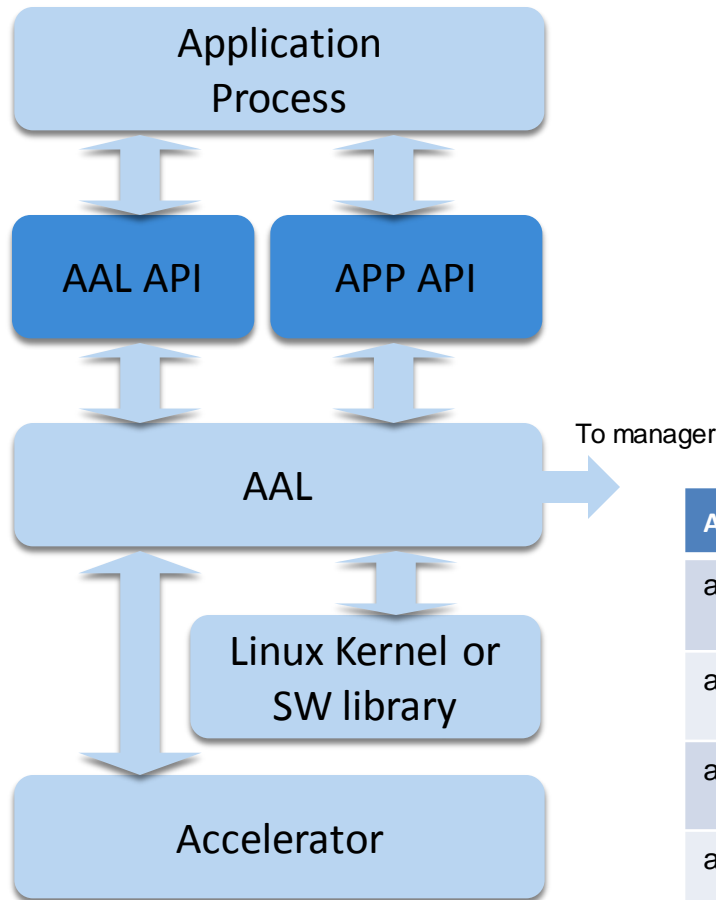 Application
Process
AAL API
APP API
AAL
To manager
Linux Kernel or
SW library
Accelerator